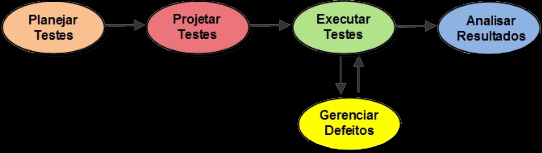 Planejar
Testes
Projetar
Testes
Executar
Testes
Analisar
Resultados
Gerenciar
Defeitos